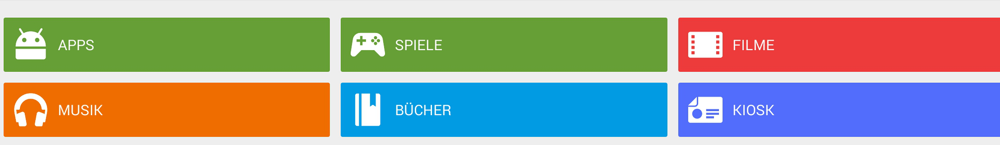 APPS
SPIELE
FILME
MUSIK
BÜCHER
KIOSK